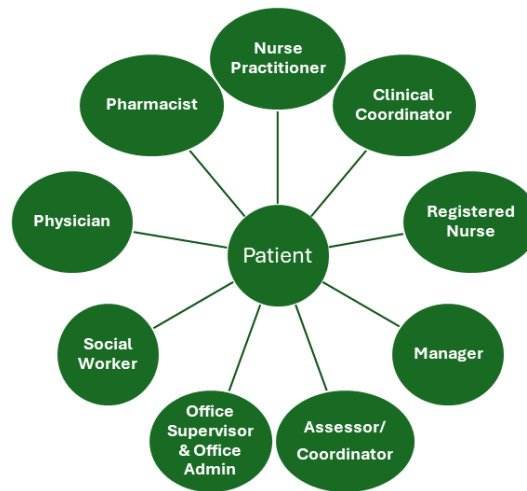 Nurse
Practitioner
Clinical
Coordinator
Pharmacist
Registered
Nurse
Physician
Patient
Social
Worker
Manager
Office
Supervisor
& Office
Admin
Assessor/
Coordinator